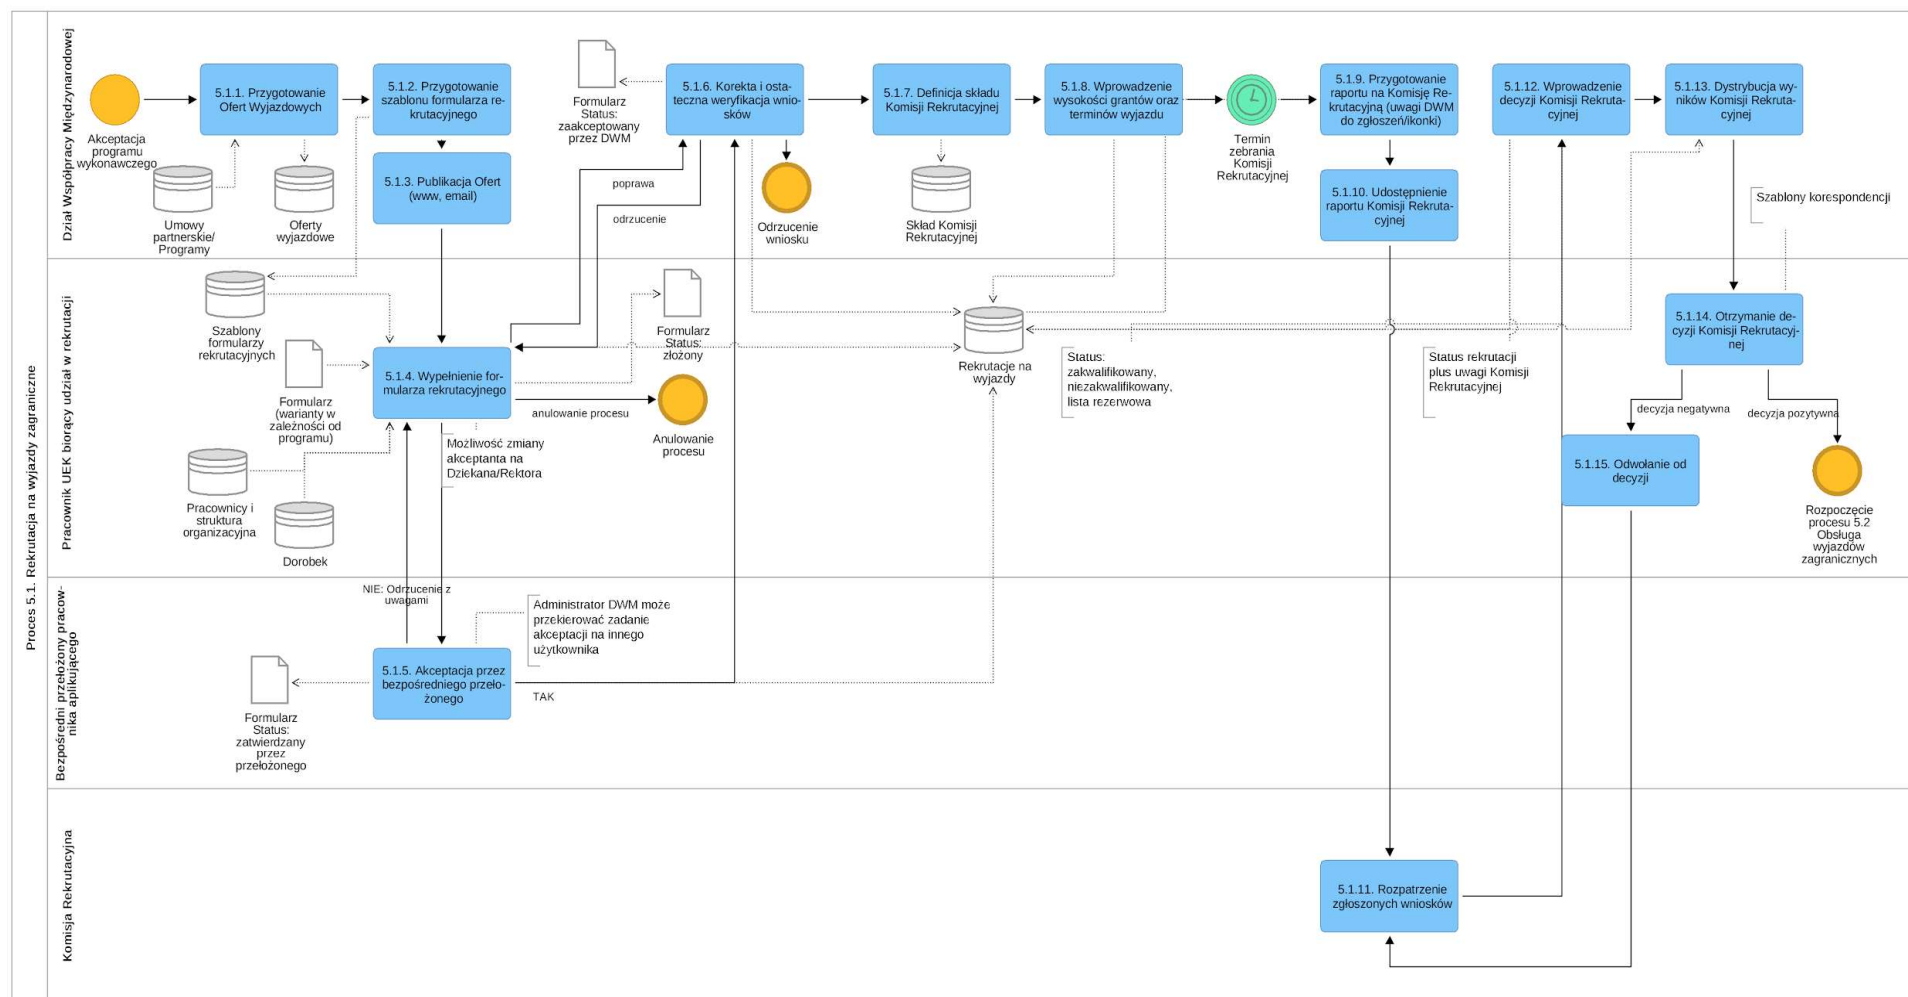 Proces 5.1. Rekrutacja na wyjazdy zagraniczne
Dział Współpracy Międzynarodowej
Akceptacja
programu
wykonawczego
5.1.1. Przygotowanie
Ofert Wyjazdowych
Umowy
partnerskie/
Programy
Oferty
wyjazdowe
5.1.2. Przygotowanie
szablonu formularza re-
krutacyjnego
5.1.3. Publikacja Ofert
(www, email)
Formularz
Status:
zaakceptowany
przez DWM
poprawa
odrzucenie
5.1.6. Korekta i osta-
teczna weryfikacja wnio-
sków
Odrzucenie
wniosku
5.1.7. Definicja składu
Komisji Rekrutacyjnej
Skład Komisji
Rekrutacyjnej
5.1.8. Wprowadzenie
wysokości grantów oraz
terminów wyjazdu
Termin
zebrania
Komisji
Rekrutacyjnej
5.1.9. Przygotowanie
raportu na Komisję Re-
krutacyjną (uwagi DWM
do zgłoszeń/ikonki)
5.1.10. Udostępnienie
raportu Komisji Rekruta-
cyjnej
5.1.12. Wprowadzenie
decyzji Komisji Rekruta-
cyjnej
5.1.13. Dystrybucja wy-
ników Komisji Rekruta-
cyjnej
Szablony korespondencji
Pracownik UEK biorący udział w rekrutacji
Szablony
formularzy
rekrutacyjnych
Formularz
(warianty w
zależności od
programu)
Pracownicy i
struktura
organizacyjna
Dorobek
5.1.4. Wypełnienie for-
mularza rekrutacyjnego
Możliwość zmiany
akceptanta na
Dziekana/Rektora
Formularz
Status:
złożony
anulowanie procesu
Anulowanie
procesu
Rekrutacje na
wyjazdy
Status:
zakwalifikowany,
niezakwalifikowany,
lista rezerwowa
Status rekrutacji
plus uwagi Komisji
Rekrutacyjnej
5.1.14. Otrzymanie de-
cyzji Komisji Rekrutacyj-
nej
decyzja negatywna
decyzja pozytywna
5.1.15. Odwołanie od
decyzji
Rozpoczęcie
procesu 5.2
Obsługa
wyjazdów
zagranicznych
Bezpośredni przełożony pracow-
nika aplikującego
NIE: Odrzucenie z
uwagami
5.1.5. Akceptacja przez
bezpośredniego przeło-
żonego
Administrator DWM może
przekierować zadanie
akceptacji na innego
użytkownika
TAK
Formularz
Status:
zatwierdzany
przez
przełożonego
Komisja Rekrutacyjna
5.1.11. Rozpatrzenie
zgłoszonych wniosków